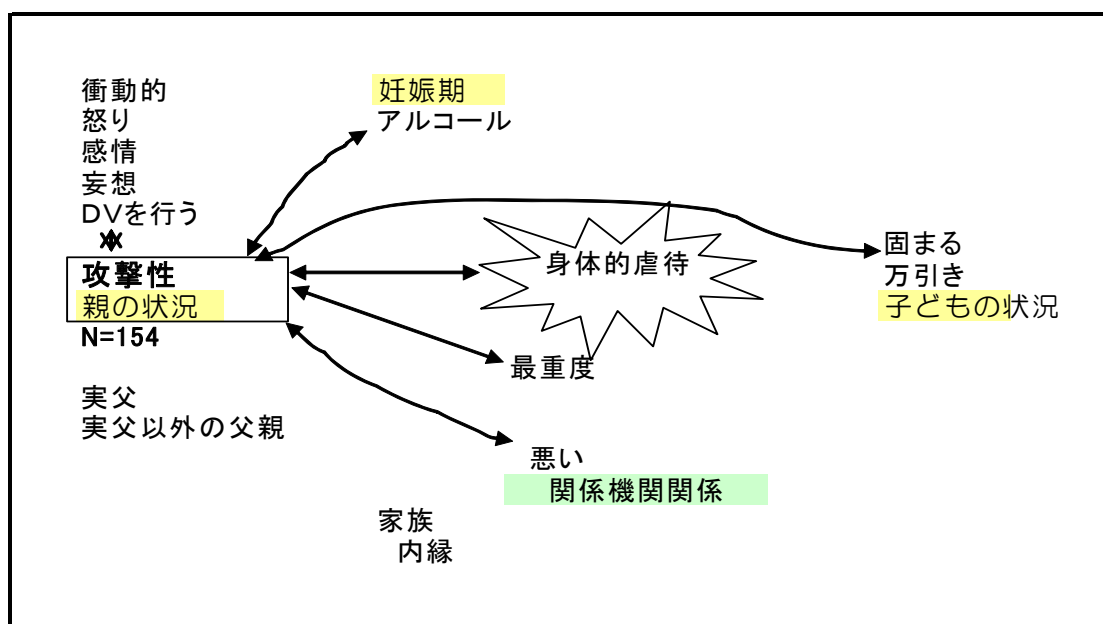 衝動的
怒り
感情
妄想
DVを行う
攻撃性
親の状況
N=154
実父
実父以外の父親
妊娠期
アルコール
身体的虐待
最重度
悪い
関係機関関係
家族
内縁
固まる
万引き
子どもの状況